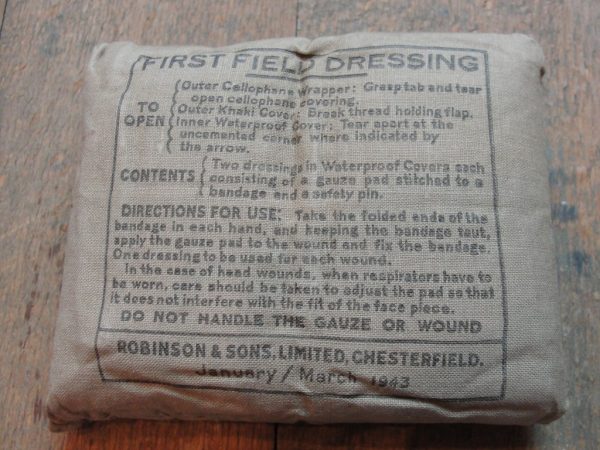 FIRST FIELD DRESSING
TO OPEN
Outer Cellophane Wrapper: Grasp tab and tear
open cellophane covering.
Outer Khaki Cover: Break thread holding flap.
Inner Waterproof Cover: Tear apart at the
uncemented corner where indicated by
the arrow.
CONTENTS
Two dressings in Waterproof Covers each
consisting of a gauze pad stitched to a
bandage and a safety pin.
DIRECTIONS FOR USE: Take the folded ends of the
bandage in each hand, and keeping the bandage taut,
apply the gauze pad to the wound and fix the bandage.
One dressing to be used for each wound.
In the case of head wounds, when respirators have to
be worn, care should be taken to adjust the pad so that
it does not interfere with the fit of the face piece.
DO NOT HANDLE THE GAUZE OR WOUND
ROBINSON & SONS, LIMITED, CHESTERFIELD.
January / March 1943